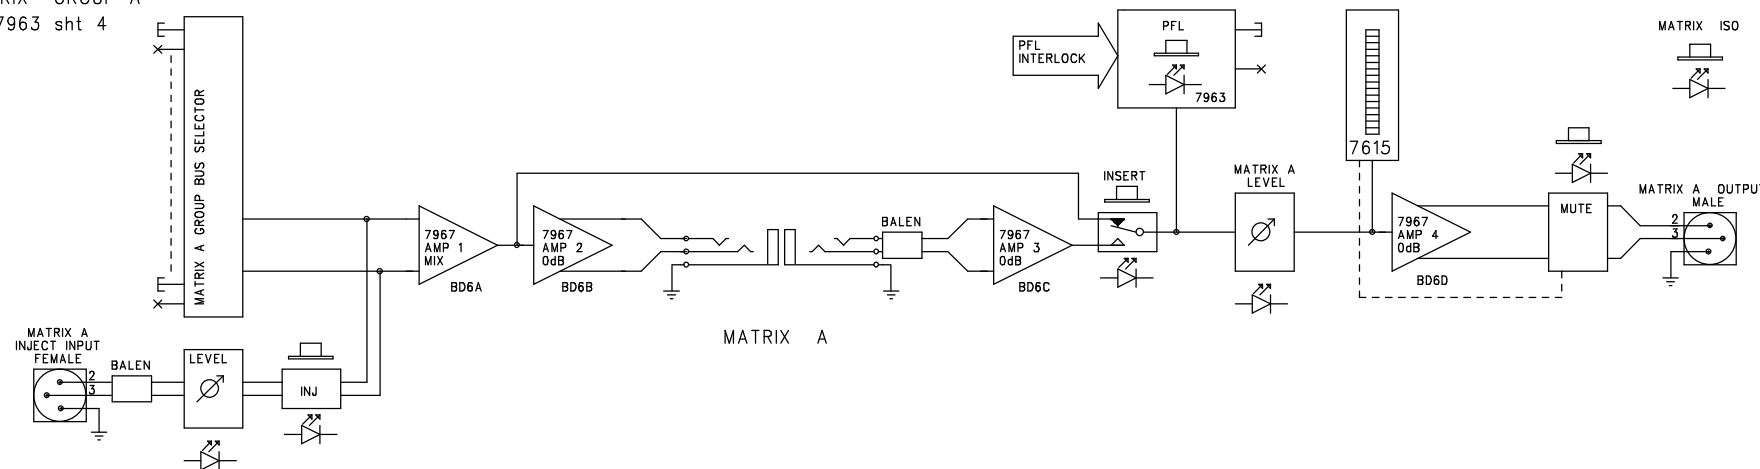 GROUP A
7963 sht 4
MATRIX A GROUP BUS SELECTOR
MATRIX A
INJECT INPUT
FEMALE
2
3
BALEN
LEVEL
INJ
7967
AMP 1
MIX
BD6A
7967
AMP 2
0dB
BD6B
MATRIX A
BALEN
7967
AMP 3
0dB
BD6C
PFL
INTERLOCK
PFL
7963
INSERT
MATRIX A
LEVEL
7615
7967
AMP 4
0dB
BD6D
MUTE
MATRIX ISO
MATRIX A OUTPU
MALE
2
3